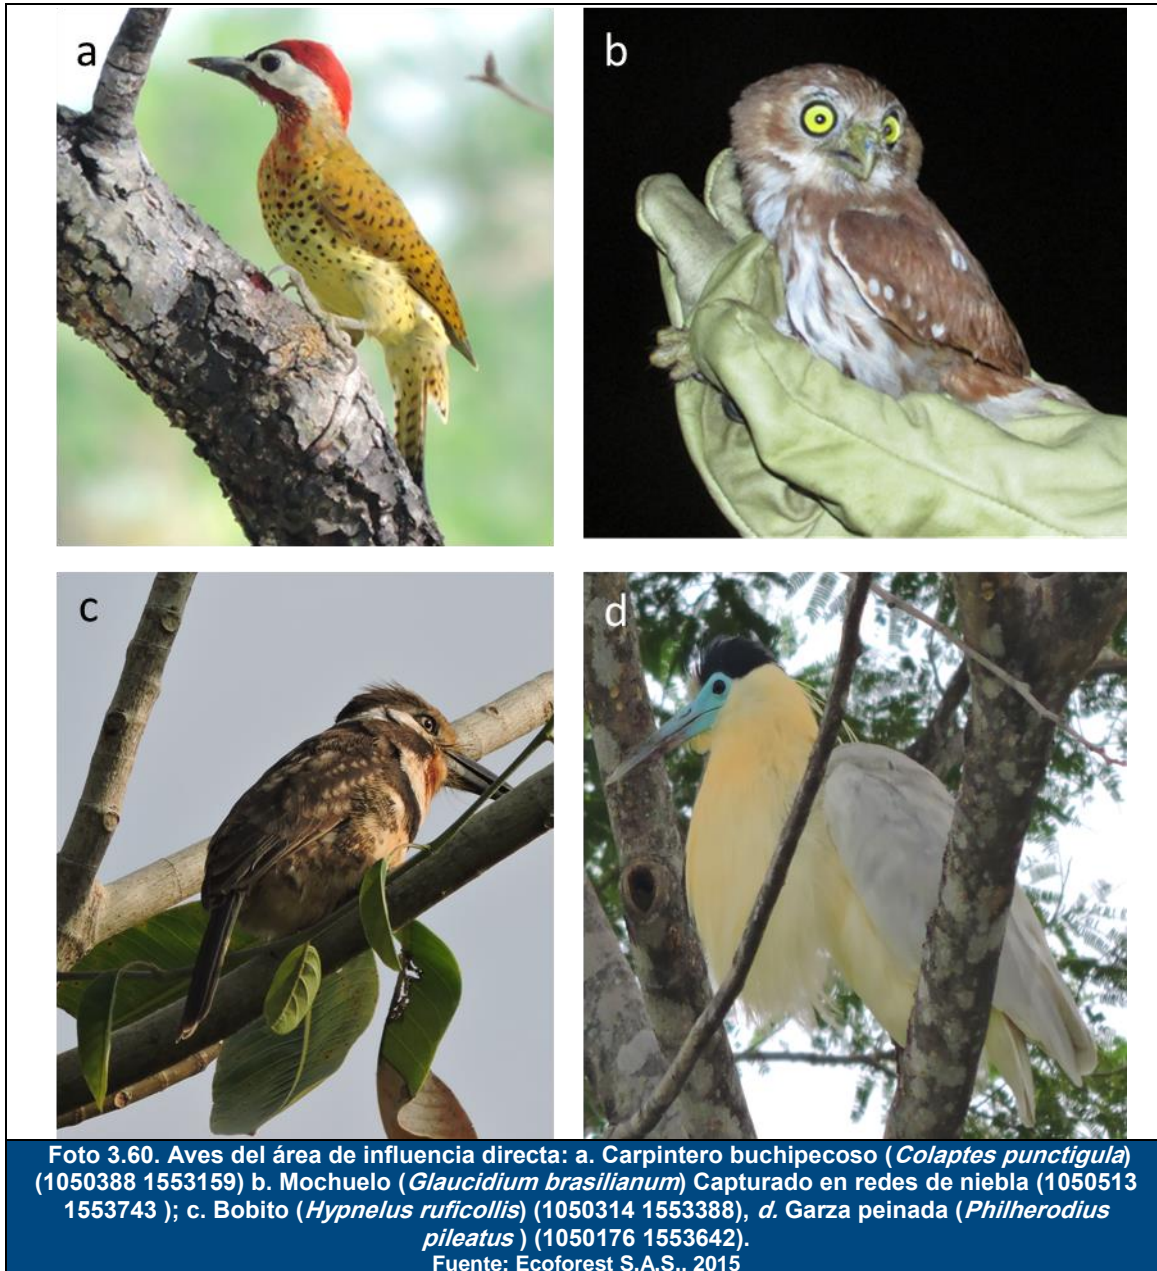 a
b
c
d
Foto 3.60. Aves del área de influencia directa: a. Carpintero buchipecoso (Colaptes punctigula)
(1050388 1553159) b. Mochuelo (Glaucidium brasilianum) Capturado en redes de niebla (1050513
1553743 ); c. Bobito (Hypnelus ruficollis) (1050314 1553388), d. Garza peinada (Philherodius
pileatus ) (1050176 1553642).
Fuente: Ecoforest S.A.S., 2015